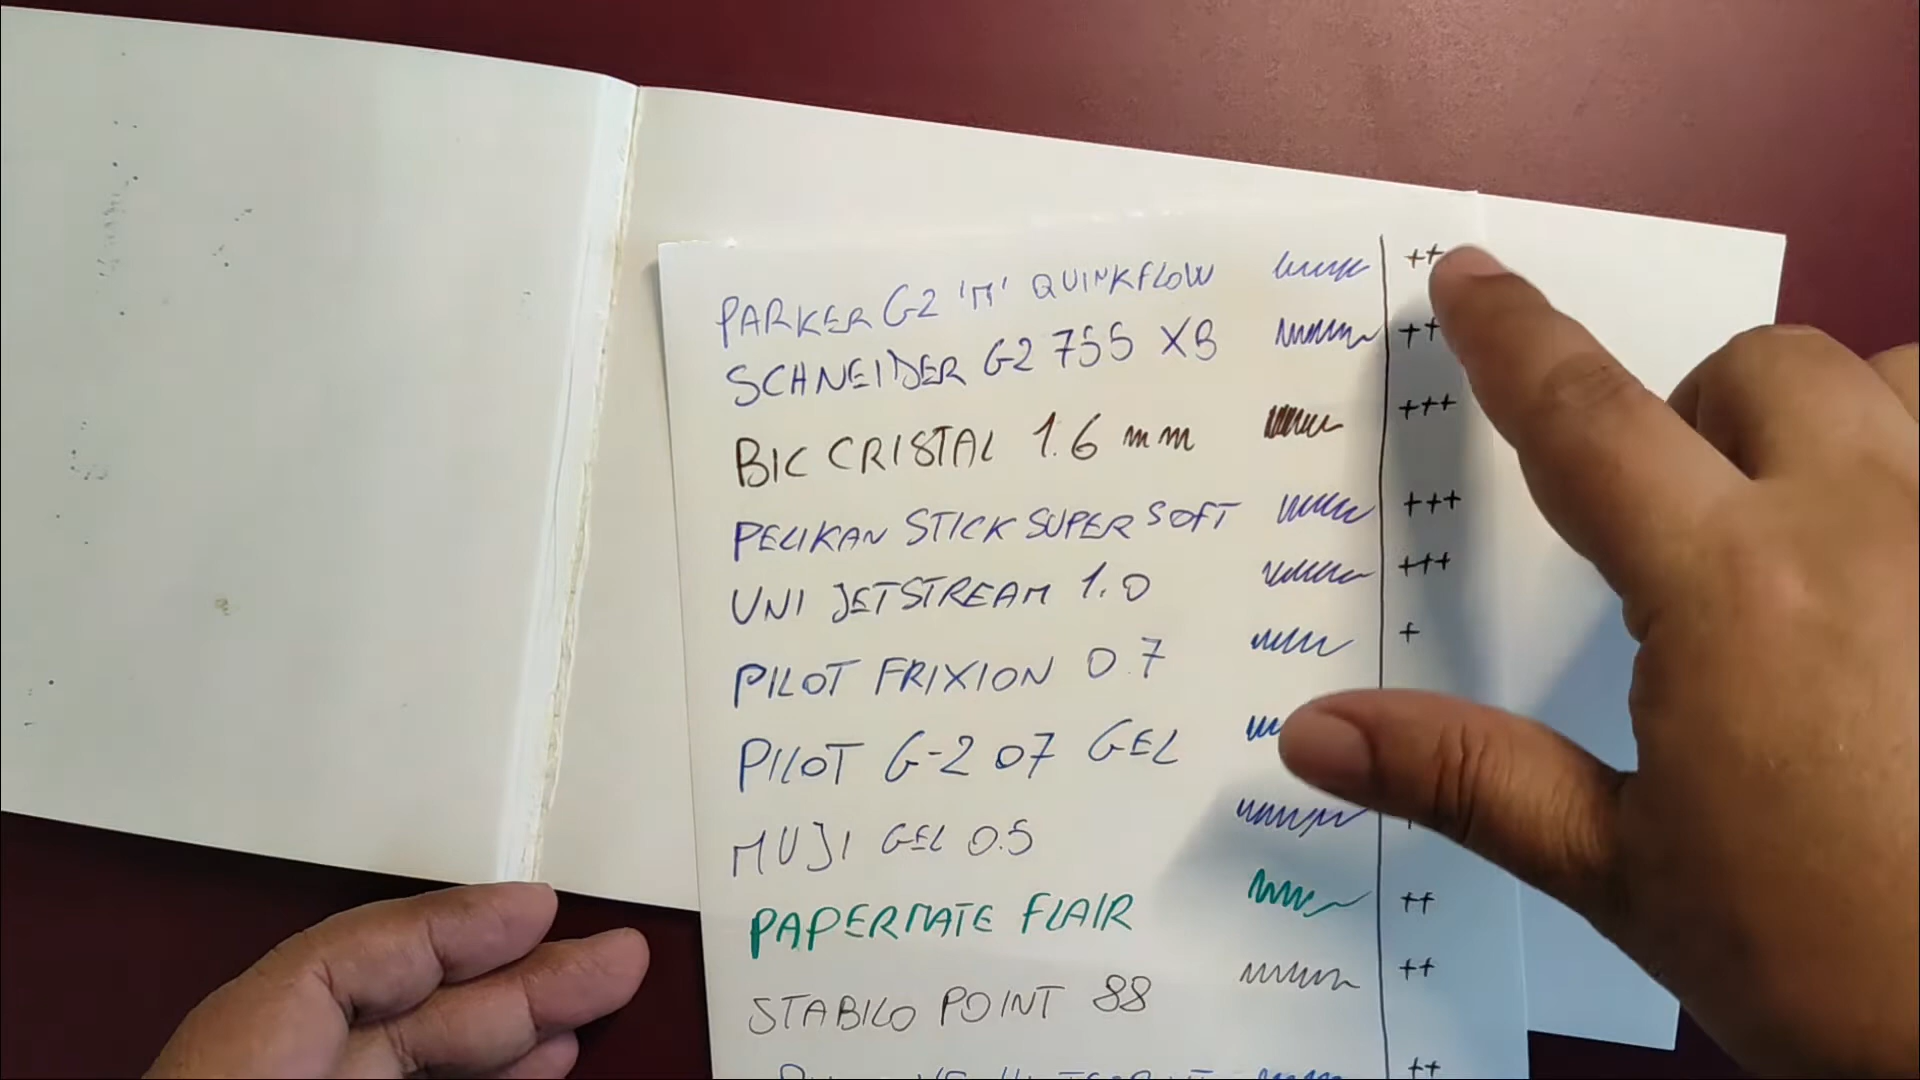 PARKER G2 'M' QUINKFLOW ++
SCHNEIDER G2 755 XB ++
BIC CRISTAL 1.6 mm +++
PELIKAN STICK SUPER SOFT +++
UNI JETSTREAM 1.0 +++
PILOT FRIXION 0.7 +
PILOT G-2 07 GEL
MUJI GEL 0.5
PAPERMATE FLAIR ++
STABILO POINT 88 ++
++